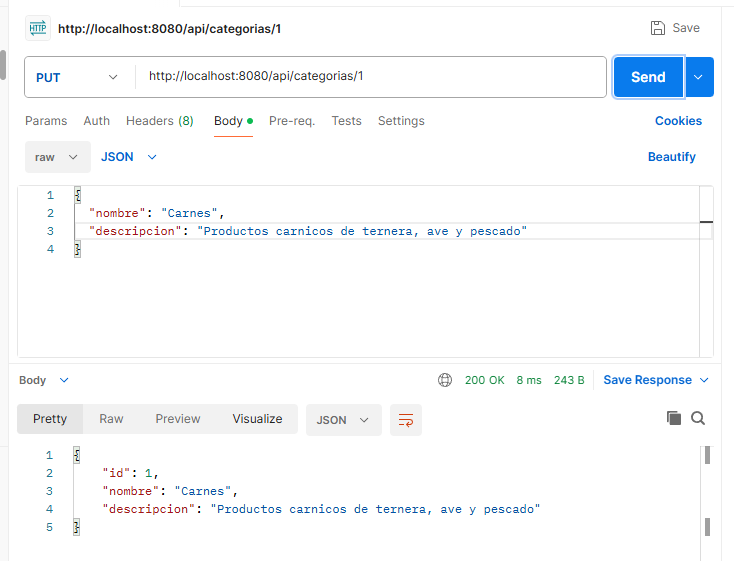 HTTP http://localhost:8080/api/categorias/1 Save
PUT http://localhost:8080/api/categorias/1 Send
Params Auth Headers (8) Body Pre-req. Tests Settings Cookies
raw JSON Beautify
1 {
2 "nombre": "Carnes",
3 "descripcion": "Productos carnicos de ternera, ave y pescado"
4 }
Body 200 OK 8 ms 243 B Save Response
Pretty Raw Preview Visualize JSON
1 {
2 "id": 1,
3 "nombre": "Carnes",
4 "descripcion": "Productos carnicos de ternera, ave y pescado"
5 }